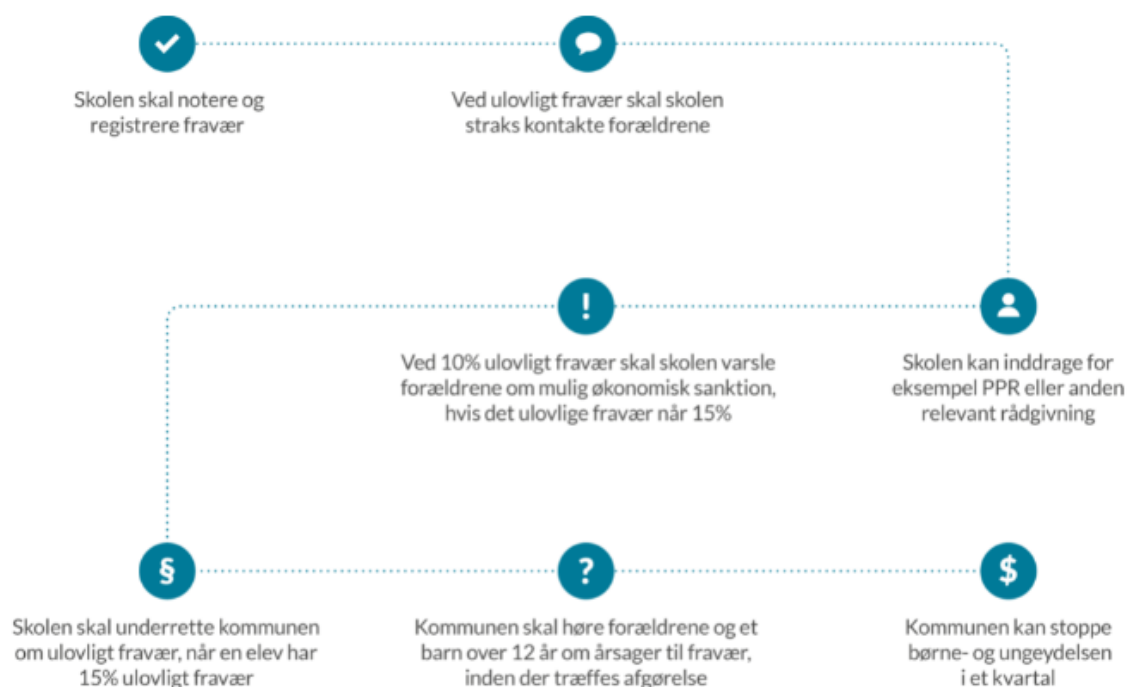 Skolen skal notere og
registrere fravær
Ved ulovligt fravær skal skolen
straks kontakte forældrene
Skolen kan inddrage for
eksempel PPR eller anden
relevant rådgivning
!
Ved 10% ulovligt fravær skal skolen varsle
forældrene om mulig økonomisk sanktion,
hvis det ulovlige fravær når 15%
§
Skolen skal underrette kommunen
om ulovligt fravær, når en elev har
15% ulovligt fravær
?
Kommunen skal høre forældrene og et
barn over 12 år om årsager til fravær,
inden der træffes afgørelse
$
Kommunen kan stoppe
børne- og ungeydelsen
i et kvartal